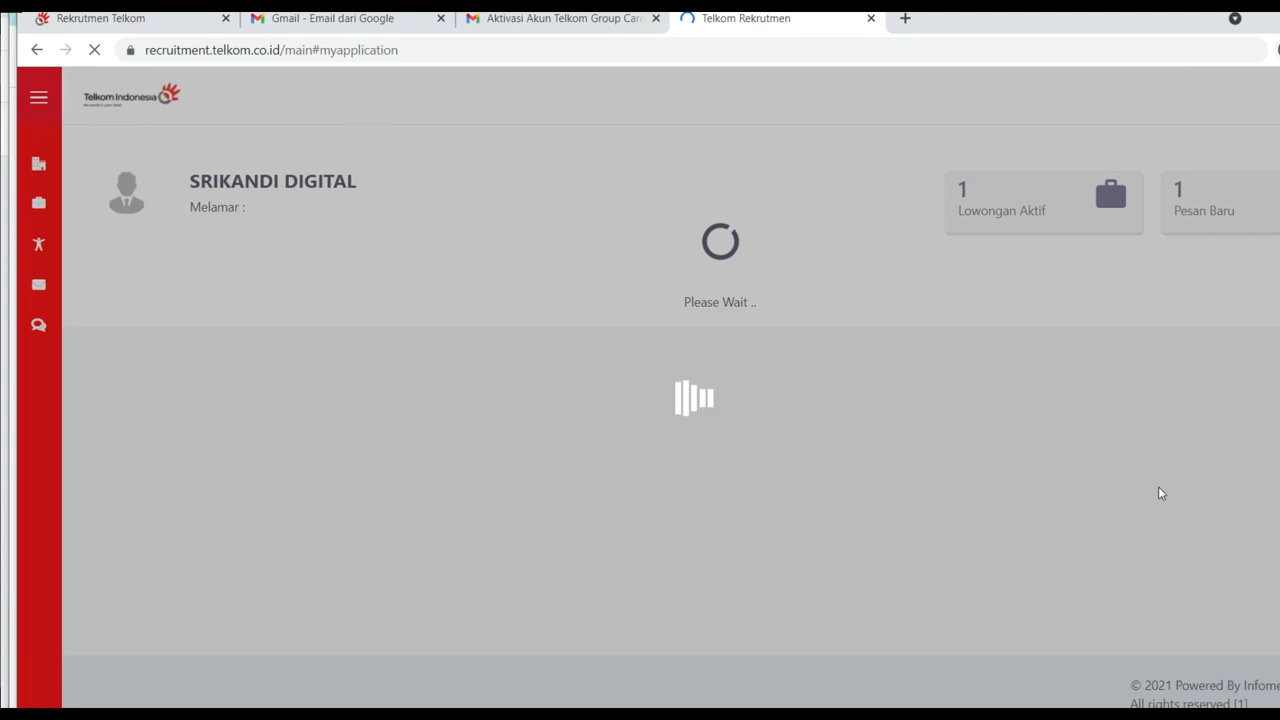 Rekrutmen Telkom
Gmail - Email dari Google
Aktivasi Akun Telkom Group Care
Telkom Rekrutmen
recruitment.telkom.co.id/main#myapplication
Telkom Indonesia
SRIKANDI DIGITAL
Melamar :
1
Lowongan Aktif
1
Pesan Baru
Please Wait ..
© 2021 Powered By Infome
All rights reserved [1]